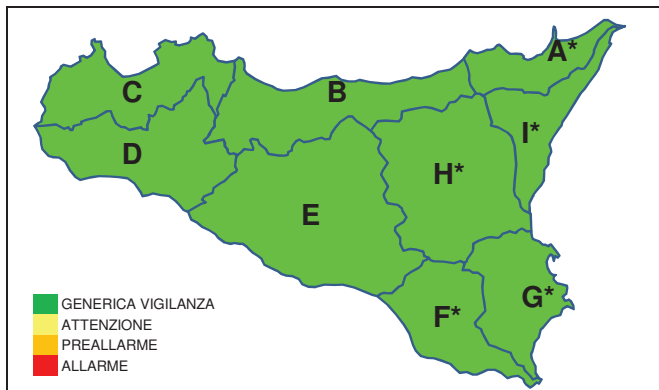 A*
C
B
I*
D
H*
E
G*
F*
GENERICA VIGILANZA
ATTENZIONE
PREALLARME
ALLARME